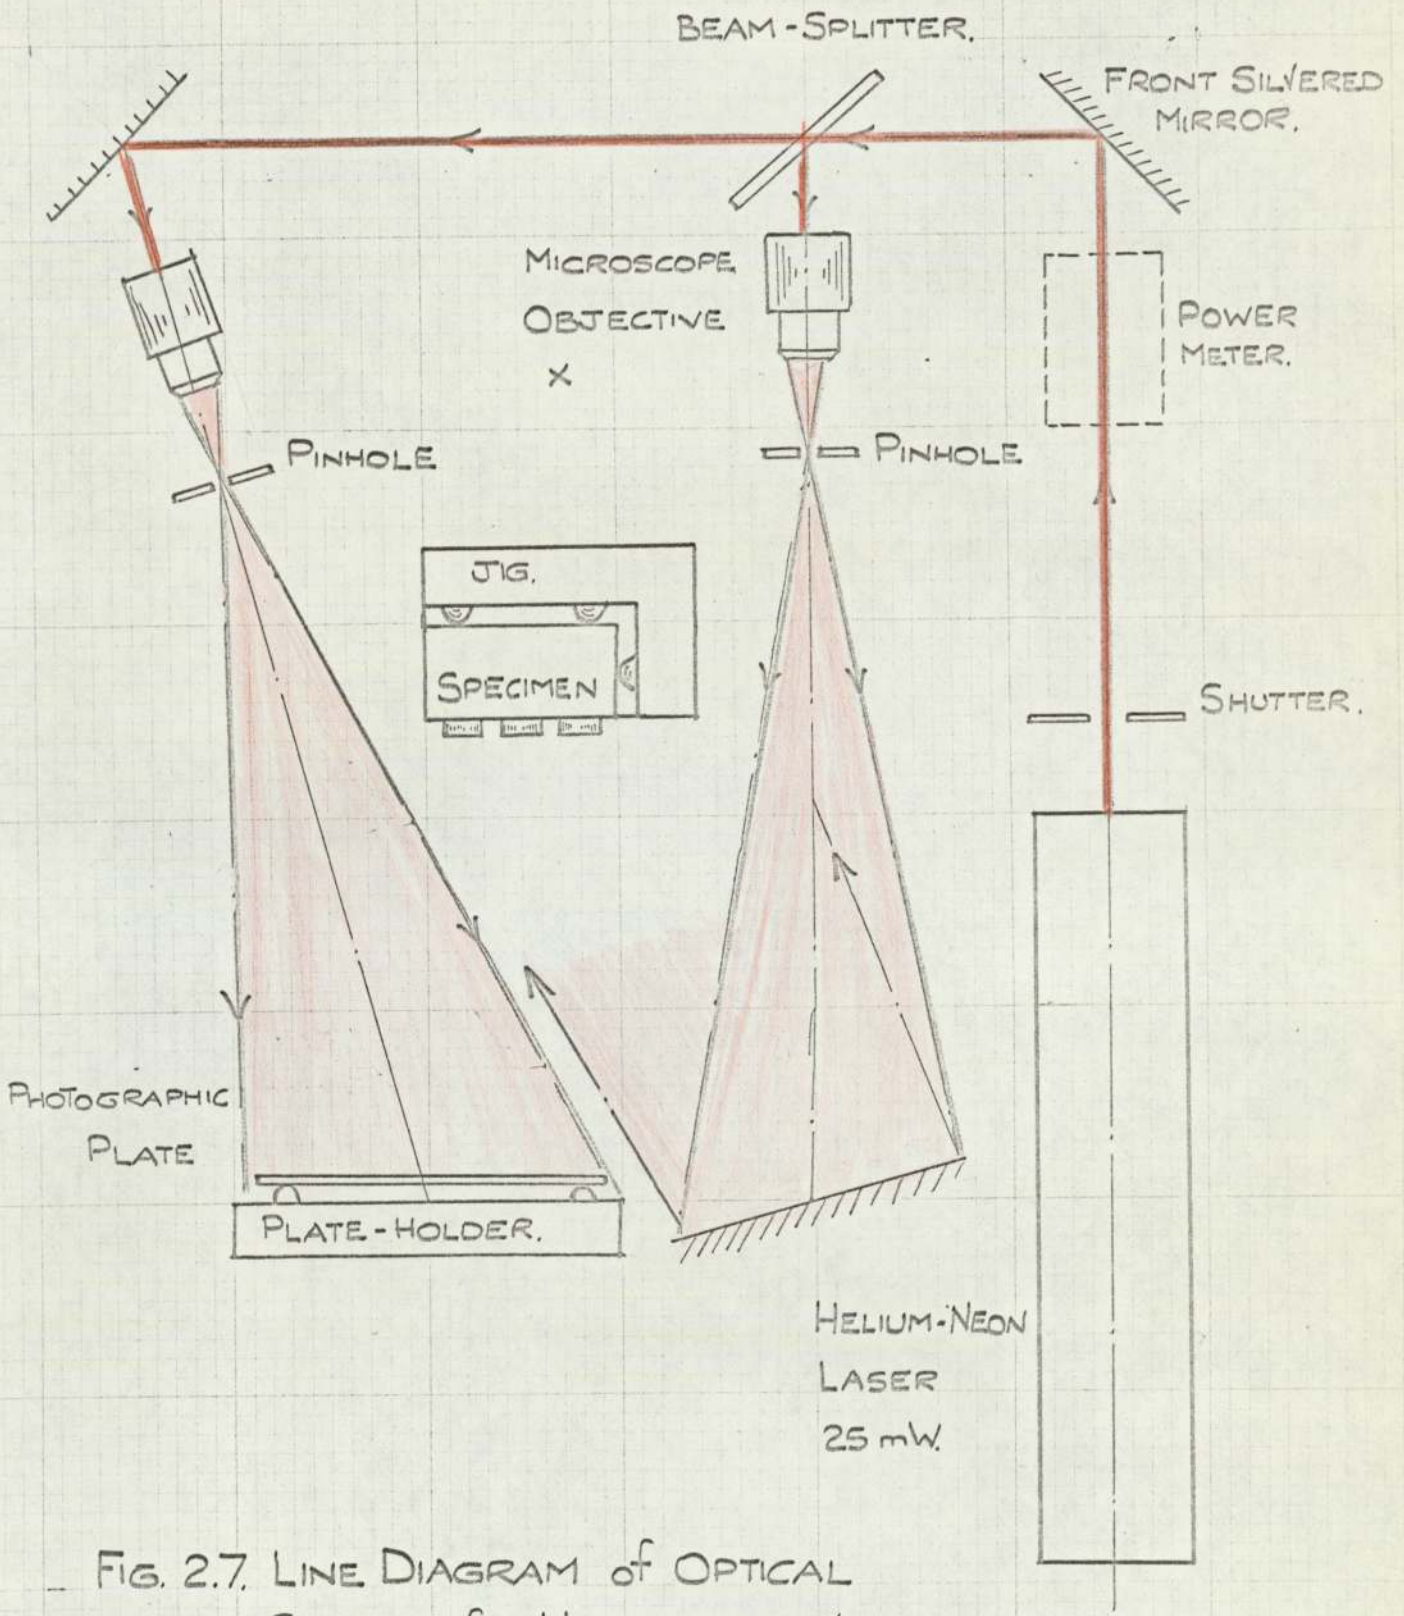 BEAM-SPLITTER.
FRONT SILVERED
MIRROR.
MICROSCOPE
OBJECTIVE
X
POWER
METER.
PINHOLE
PINHOLE
JIG.
SPECIMEN
SHUTTER.
PHOTOGRAPHIC
PLATE
PLATE-HOLDER.
HELIUM-NEON
LASER
25 mW.
FIG. 2.7. LINE DIAGRAM of OPTICAL